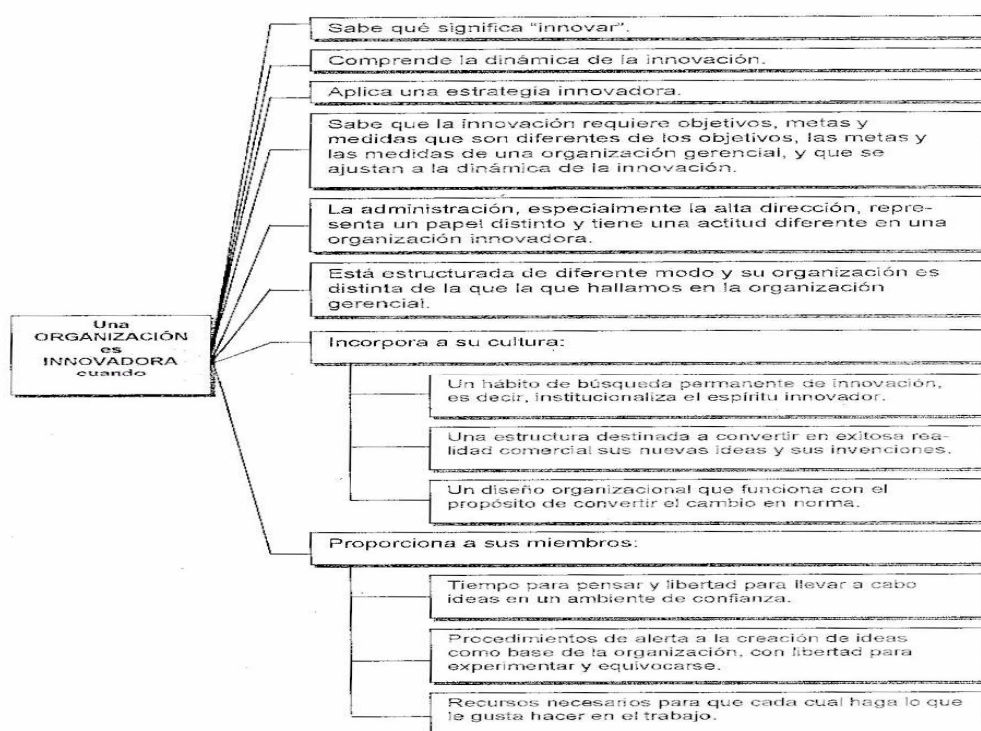 Sabe qué significa "innovar".
Comprende la dinámica de la innovación.
Aplica una estrategia innovadora.
Sabe que la innovación requiere objetivos, metas y
medidas que son diferentes de los objetivos, las metas y
las medidas de una organización gerencial, y que se
ajustan a la dinámica de la innovación.
La administración, especialmente la alta dirección, repre-
senta un papel distinto y tiene una actitud diferente en una
organización innovadora.
Está estructurada de diferente modo y su organización es
distinta de la que la que hallamos en la organización
gerencial.
Una
ORGANIZACIÓN
es
INNOVADORA
cuando
Incorpora a su cultura:
Un hábito de búsqueda permanente de innovación,
es decir, institucionaliza el espíritu innovador.
Una estructura destinada a convertir en exitosa rea-
lidad comercial sus nuevas ideas y sus invenciones.
Un diseño organizacional que funciona con el
propósito de convertir el cambio en norma.
Proporciona a sus miembros:
Tiempo para pensar y libertad para llevar a cabo
ideas en un ambiente de confianza.
Procedimientos de alerta a la creación de ideas
como base de la organización, con libertad para
experimentar y equivocarse.
Recursos necesarios para que cada cual haga lo que
le gusta hacer en el trabajo.